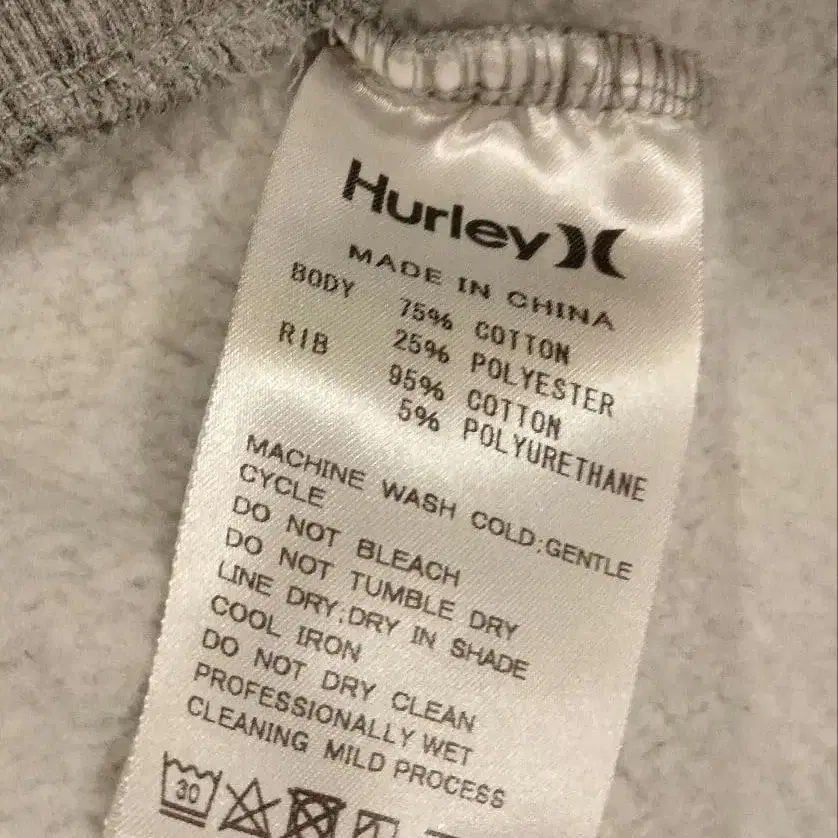 Hurley
MADE IN CHINA
BODY 75% COTTON
25% POLYESTER
RIB 95% COTTON
5% POLYURETHANE
MACHINE WASH COLD;GENTLE
CYCLE
DO NOT BLEACH
DO NOT TUMBLE DRY
LINE DRY;DRY IN SHADE
COOL IRON
DO NOT DRY CLEAN
PROFESSIONALLY WET
CLEANING MILD PROCESS
30